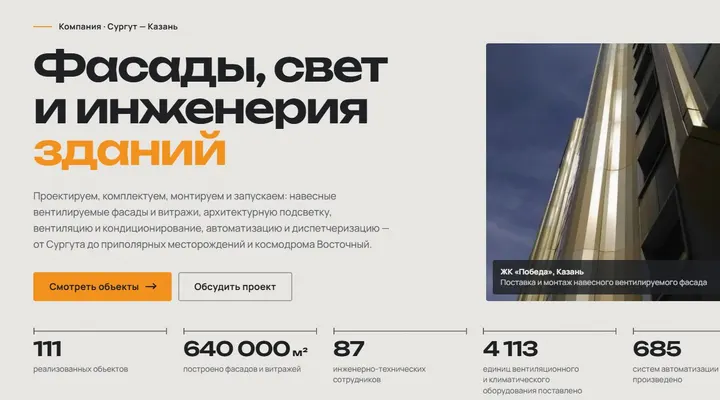 Компания · Сургут — Казань
Фасады, свет
и инженерия
зданий
Проектируем, комплектуем, монтируем и запускаем: навесные
вентилируемые фасады и витражи, архитектурную подсветку,
вентиляцию и кондиционирование, автоматизацию и диспетчеризацию —
от Сургута до приполярных месторождений и космодрома Восточный.
Смотреть объекты →
Обсудить проект
ЖК «Победа», Казань
Поставка и монтаж навесного вентилируемого фасада
111
реализованных объектов
640 000 м²
построено фасадов и витражей
87
инженерно-технических
сотрудников
4 113
единиц вентиляционного
и климатического
оборудования поставлено
685
систем автоматизации
произведено